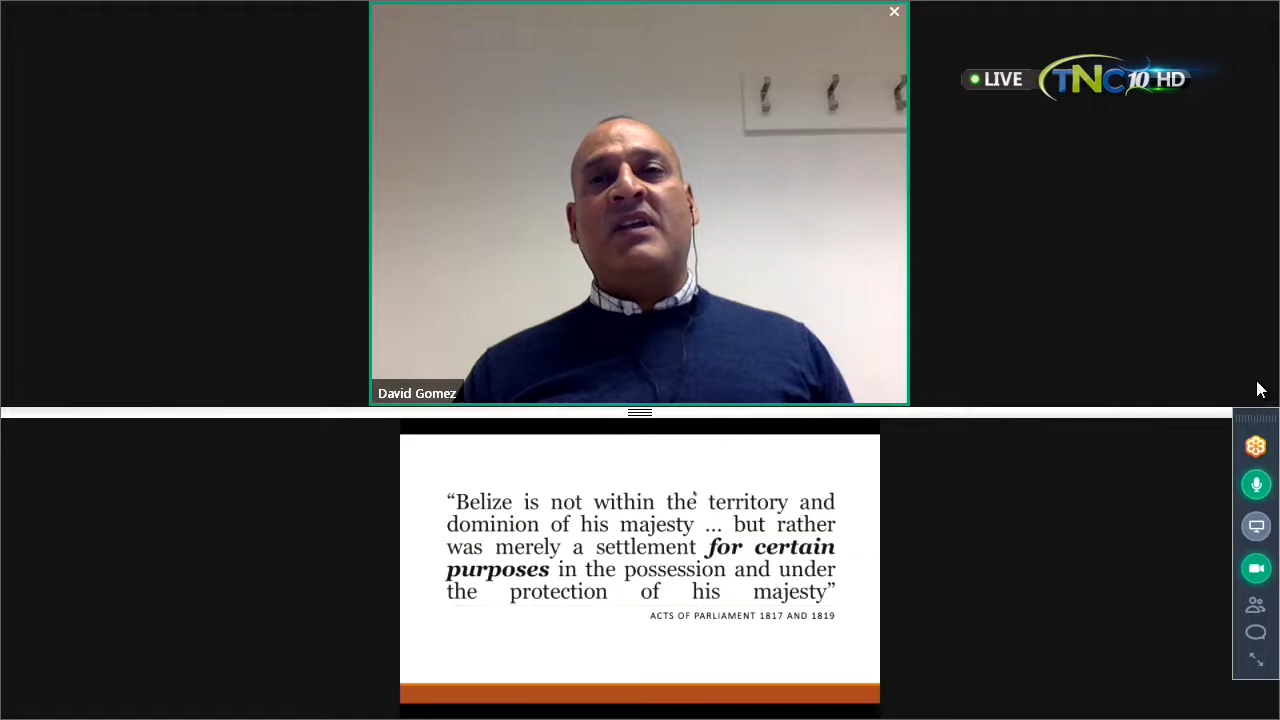 LIVE TNC10 HD
David Gomez
“Belize is not within the territory and
dominion of his majesty ... but rather
was merely a settlement for certain
purposes in the possession and under
the protection of his majesty”
ACTS OF PARLIAMENT 1817 AND 1819